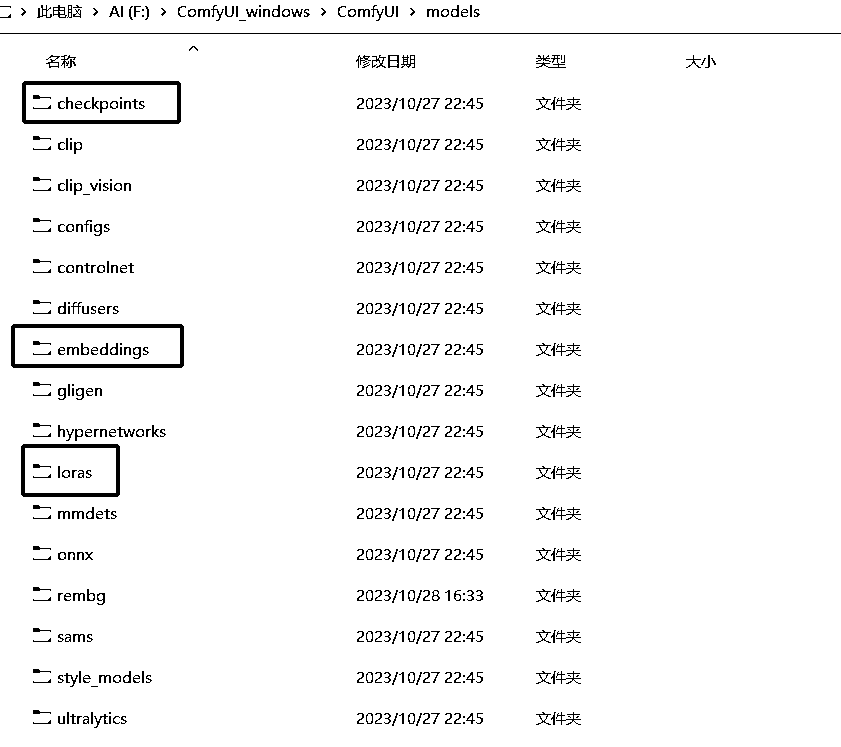 此电脑 > AI (F:) > ComfyUI_windows > ComfyUI > models
名称 修改日期 类型 大小
checkpoints 2023/10/27 22:45 文件夹
clip 2023/10/27 22:45 文件夹
clip_vision 2023/10/27 22:45 文件夹
configs 2023/10/27 22:45 文件夹
controlnet 2023/10/27 22:45 文件夹
diffusers 2023/10/27 22:45 文件夹
embeddings 2023/10/27 22:45 文件夹
gligen 2023/10/27 22:45 文件夹
hypernetworks 2023/10/27 22:45 文件夹
loras 2023/10/27 22:45 文件夹
mmdets 2023/10/27 22:45 文件夹
onnx 2023/10/27 22:45 文件夹
rembg 2023/10/28 16:33 文件夹
sams 2023/10/27 22:45 文件夹
style_models 2023/10/27 22:45 文件夹
ultralytics 2023/10/27 22:45 文件夹